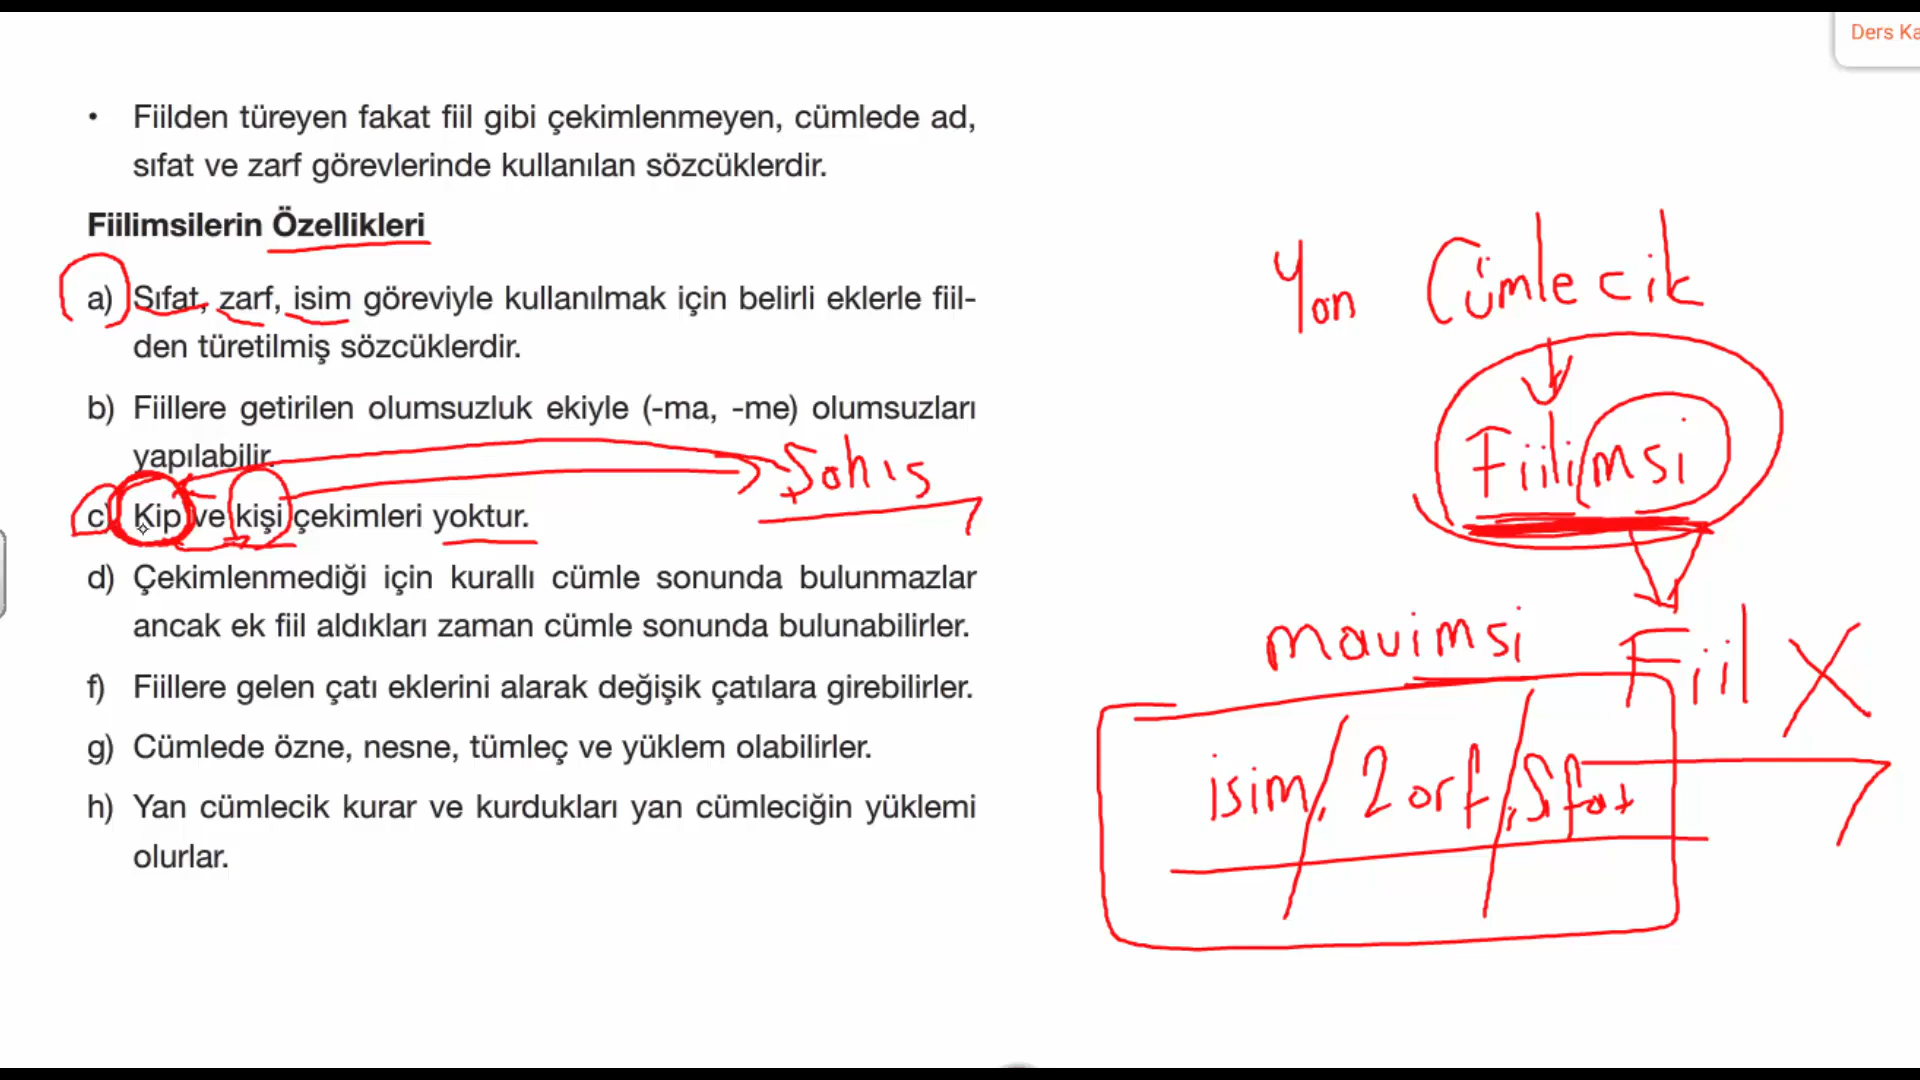 Ders Ka
• Fiilden türeyen fakat fiil gibi çekimlenmeyen, cümlede ad,
sıfat ve zarf görevlerinde kullanılan sözcüklerdir.
Fiilimsilerin Özellikleri
a) Sıfat, zarf, isim göreviyle kullanılmak için belirli eklerle fiil-
den türetilmiş sözcüklerdir.
b) Fiillere getirilen olumsuzluk ekiyle (-ma, -me) olumsuzları
yapılabilir.
c) Kip ve kişi çekimleri yoktur.
d) Çekimlenmediği için kurallı cümle sonunda bulunmazlar
ancak ek fiil aldıkları zaman cümle sonunda bulunabilirler.
f) Fiillere gelen çatı eklerini alarak değişik çatılara girebilirler.
g) Cümlede özne, nesne, tümleç ve yüklem olabilirler.
h) Yan cümlecik kurar ve kurdukları yan cümleciğin yüklemi
olurlar.
Şahıs
Yan Cümlecik
Fiilimsi
mavimsi
Fiil X
isim, zarf, Sıfat